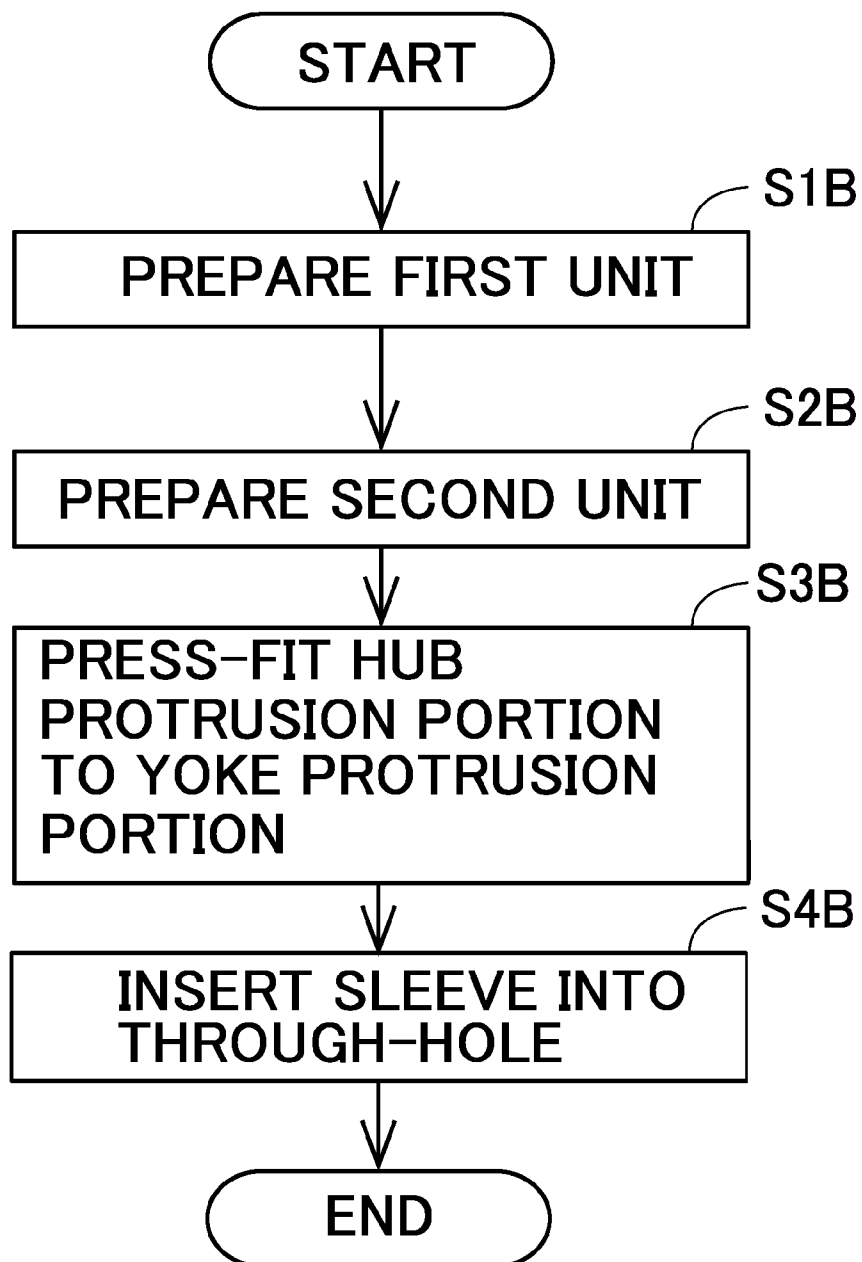 START
S1B
PREPARE FIRST UNIT
S2B
PREPARE SECOND UNIT
S3B
PRESS-FIT HUB
PROTRUSION PORTION
TO YOKE PROTRUSION
PORTION
S4B
INSERT SLEEVE INTO
THROUGH-HOLE
END